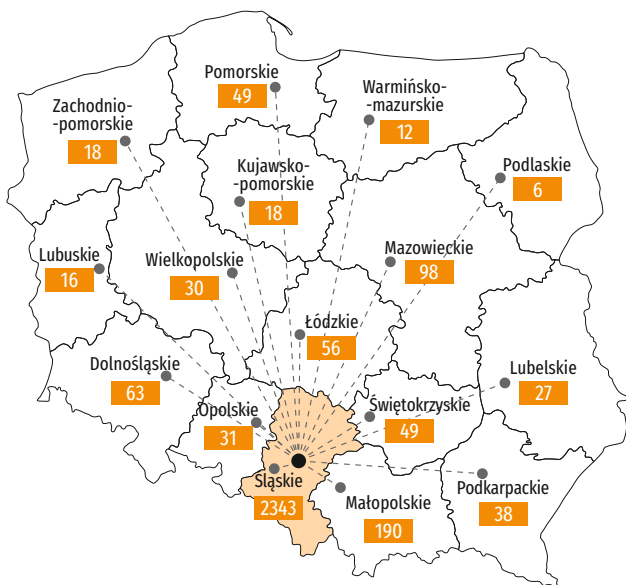 Pomorskie
49
Warmińsko-
-mazurskie
12
Zachodnio-
-pomorskie
18
Kujawsko-
-pomorskie
18
Podlaskie
6
Lubuskie
16
Wielkopolskie
30
Mazowieckie
98
Łódzkie
56
Dolnośląskie
63
Lubelskie
27
Opolskie
31
Świętokrzyskie
49
Śląskie
2343
Małopolskie
190
Podkarpackie
38